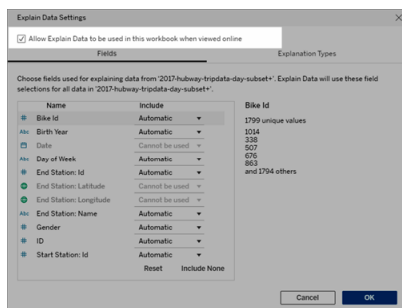 Explain Data Settings
Allow Explain Data to be used in this workbook when viewed online
Fields
Explanation Types
Choose fields used for explaining data from '2017-hubway-tripdata-day-subset+'. Explain Data will use these field
selections for all data in '2017-hubway-tripdata-day-subset+'.
Name Include
# Bike Id Automatic
Abc Birth Year Automatic
Date Cannot be used
Abc Day of Week Automatic
# End Station: Id Automatic
End Station: Latitude Cannot be used
End Station: Longitude Cannot be used
Abc End Station: Name Automatic
# Gender Automatic
# ID Automatic
# Start Station: Id Automatic
Reset Include None
Bike Id
1799 unique values
1014
338
507
676
863
and 1794 others
Cancel OK